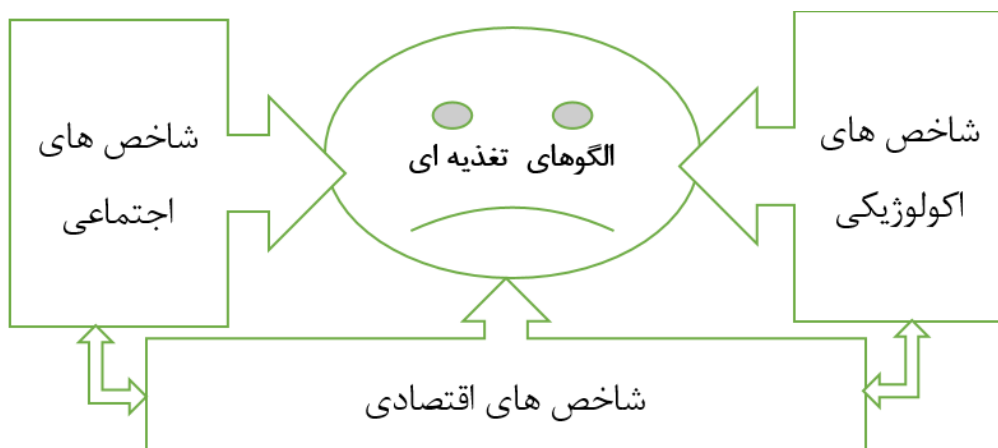 شاخص های
اکولوژیکی
الگوهای تغذیه ای
شاخص های
اجتماعی
شاخص های اقتصادی